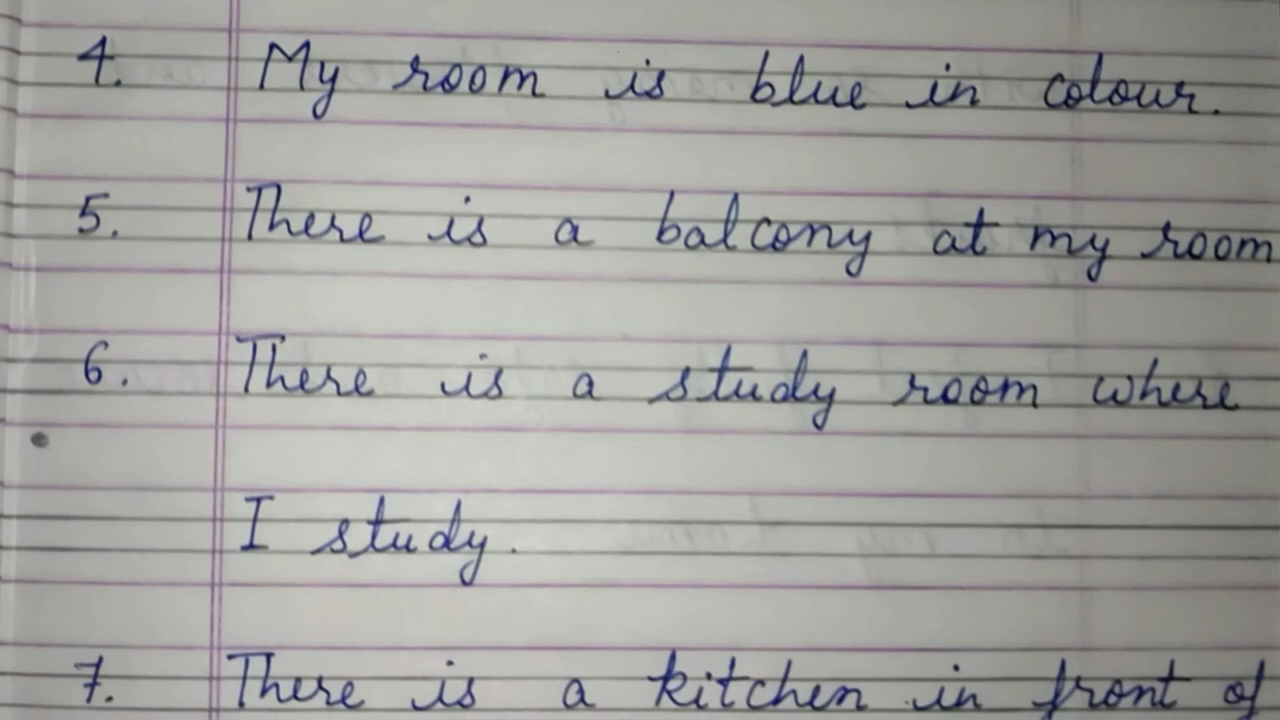 4. My room is blue in colour.
5. There is a balcony at my room
6. There is a study room where
I study.
7. There is a kitchen in front of